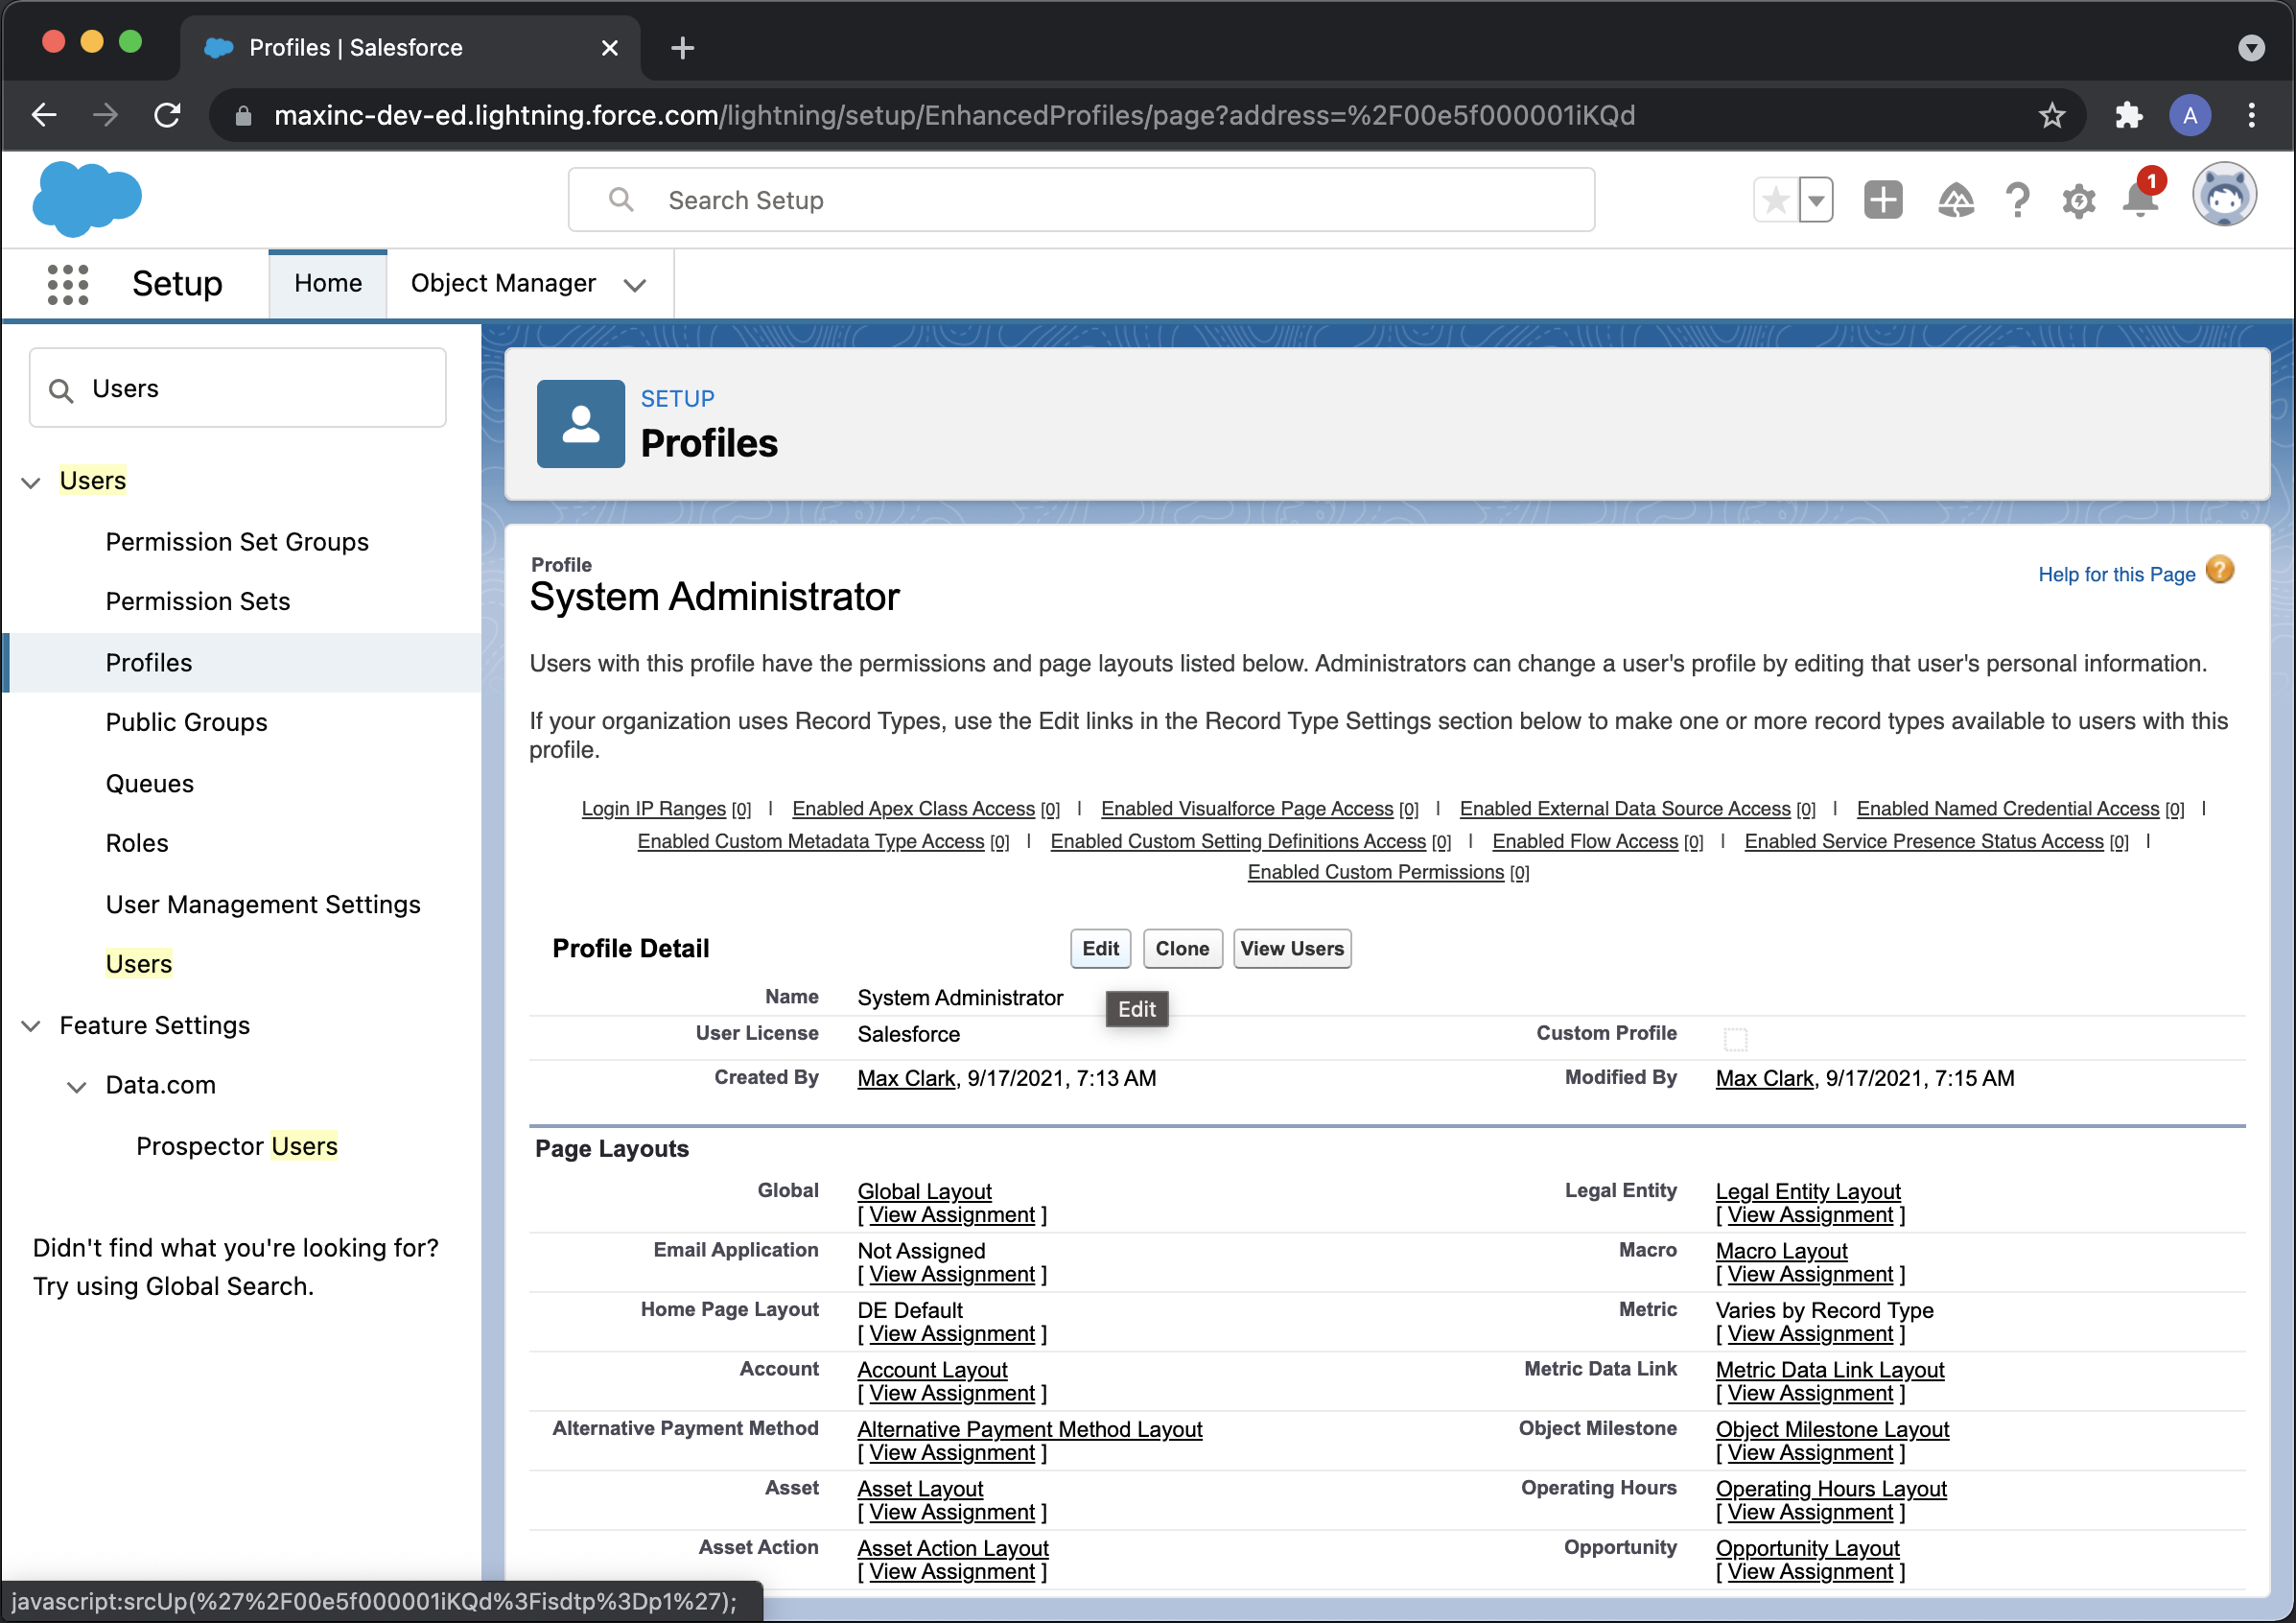 Profiles | Salesforce
maxinc-dev-ed.lightning.force.com/lightning/setup/EnhancedProfiles/page?address=%2F00e5f000001iKQd
A
Search Setup
1
Setup
Home
Object Manager
Users
Users
Permission Set Groups
Permission Sets
Profiles
Public Groups
Queues
Roles
User Management Settings
Users
Feature Settings
Data.com
Prospector Users
Didn't find what you're looking for?
Try using Global Search.
SETUP
Profiles
Profile
System Administrator
Help for this Page ?
Users with this profile have the permissions and page layouts listed below. Administrators can change a user's profile by editing that user's personal information.
If your organization uses Record Types, use the Edit links in the Record Type Settings section below to make one or more record types available to users with this
profile.
Login IP Ranges [0] | Enabled Apex Class Access [0] | Enabled Visualforce Page Access [0] | Enabled External Data Source Access [0] | Enabled Named Credential Access [0] |
Enabled Custom Metadata Type Access [0] | Enabled Custom Setting Definitions Access [0] | Enabled Flow Access [0] | Enabled Service Presence Status Access [0] |
Enabled Custom Permissions [0]
Profile Detail
Edit
Clone
View Users
Name System Administrator
Edit
User License Salesforce
Custom Profile
Created By Max Clark, 9/17/2021, 7:13 AM
Modified By Max Clark, 9/17/2021, 7:15 AM
Page Layouts
Global Global Layout
[ View Assignment ]
Legal Entity Legal Entity Layout
[ View Assignment ]
Email Application Not Assigned
[ View Assignment ]
Macro Macro Layout
[ View Assignment ]
Home Page Layout DE Default
[ View Assignment ]
Metric Varies by Record Type
[ View Assignment ]
Account Account Layout
[ View Assignment ]
Metric Data Link Metric Data Link Layout
[ View Assignment ]
Alternative Payment Method Alternative Payment Method Layout
[ View Assignment ]
Object Milestone Object Milestone Layout
[ View Assignment ]
Asset Asset Layout
[ View Assignment ]
Operating Hours Operating Hours Layout
[ View Assignment ]
Asset Action Asset Action Layout
[ View Assignment ]
Opportunity Opportunity Layout
[ View Assignment ]
javascript:srcUp(%27%2F00e5f000001iKQd%3Fisdtp%3Dp1%27);